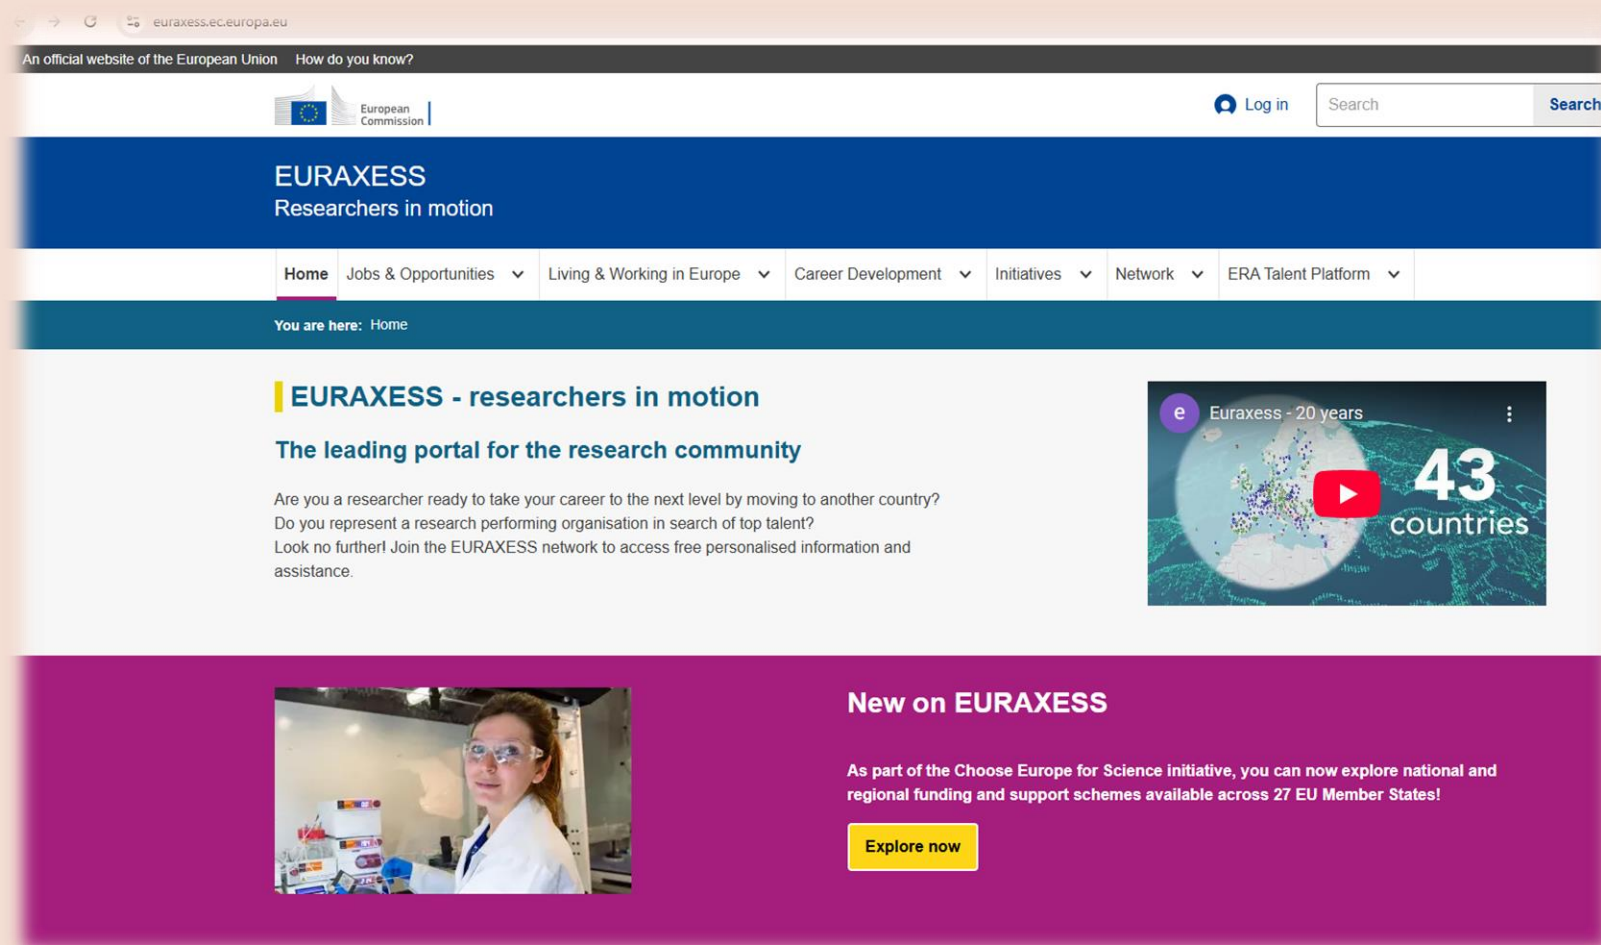 euraxess.ec.europa.eu
An official website of the European Union How do you know?
European
Commission
Log in
Search
Search
EURAXESS
Researchers in motion
Home Jobs & Opportunities Living & Working in Europe Career Development Initiatives Network ERA Talent Platform
You are here: Home
EURAXESS - researchers in motion
The leading portal for the research community
Are you a researcher ready to take your career to the next level by moving to another country?
Do you represent a research performing organisation in search of top talent?
Look no further! Join the EURAXESS network to access free personalised information and
assistance.
e Euraxess - 20 years
43
countries
New on EURAXESS
As part of the Choose Europe for Science initiative, you can now explore national and
regional funding and support schemes available across 27 EU Member States!
Explore now